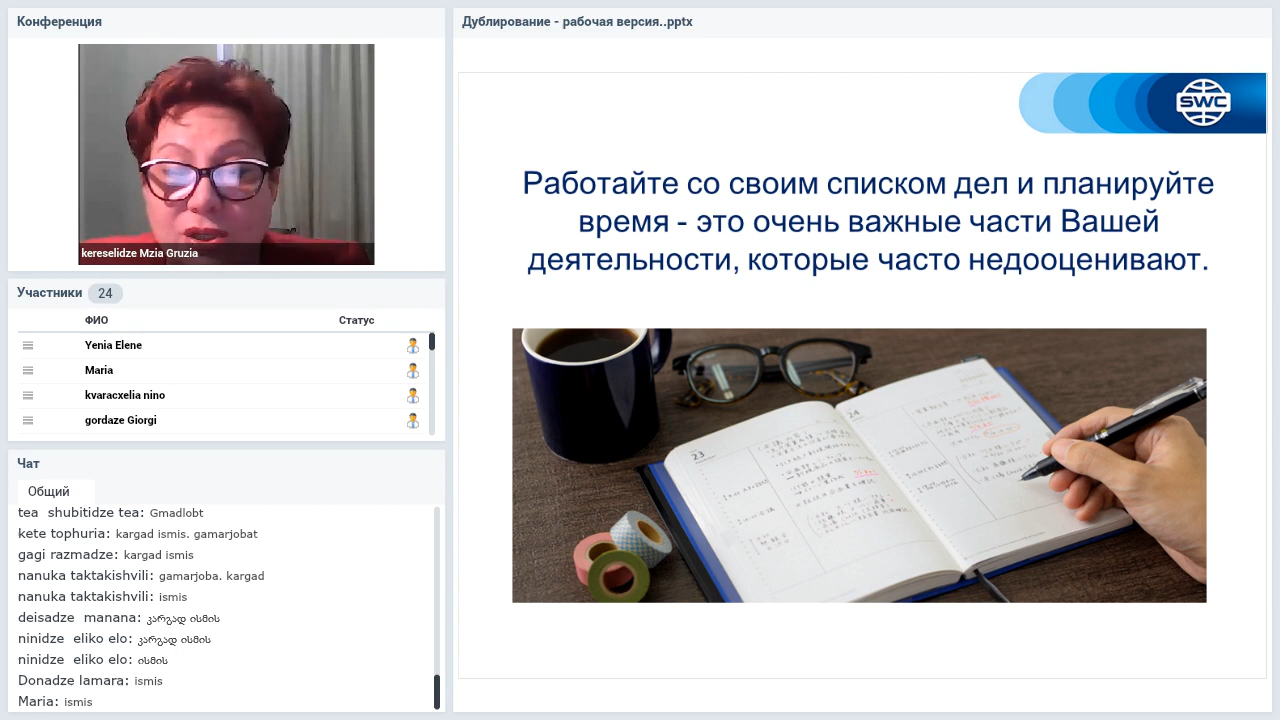 Конференция
kereselidze Mzia Gruzia
Участники 24
ФИО Статус
Yenia Elene
Maria
kvaracxelia nino
gordaze Giorgi
Чат
Общий
tea shubitidze tea: Gmadlobt
kete tophuria: kargad ismis. gamarjobat
gagi razmadze: kargad ismis
nanuka taktakishvili: gamarjoba. kargad
nanuka taktakishvili: ismis
deisadze manana: კარგად ისმის
ninidze eliko elo: კარგად ისმის
ninidze eliko elo: ისმის
Donadze lamara: ismis
Maria: ismis
Дублирование - рабочая версия..pptx
SWC
Работайте со своим списком дел и планируйте
время - это очень важные части Вашей
деятельности, которые часто недооценивают.
23
24